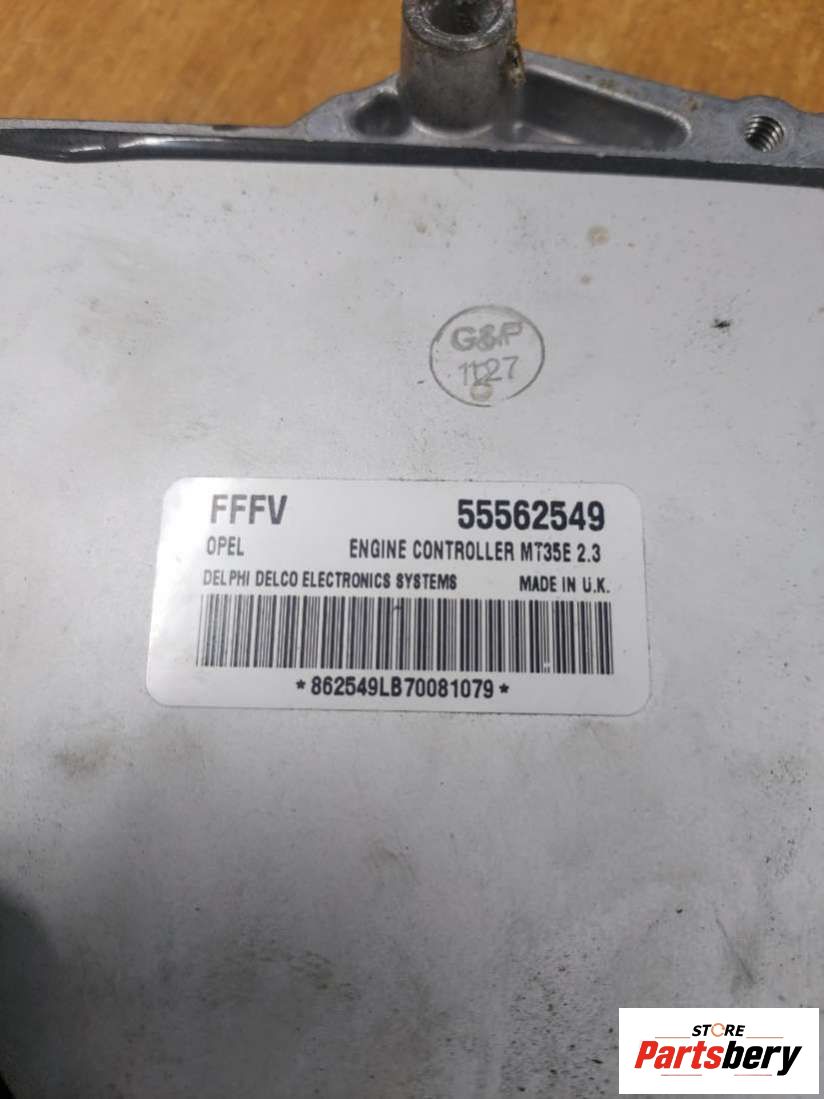 G&P
1127
FFFV 55562549
OPEL ENGINE CONTROLLER MT35E 2.3
DELPHI DELCO ELECTRONICS SYSTEMS MADE IN U.K.
*862549LB70081079*
STORE
Partsbery